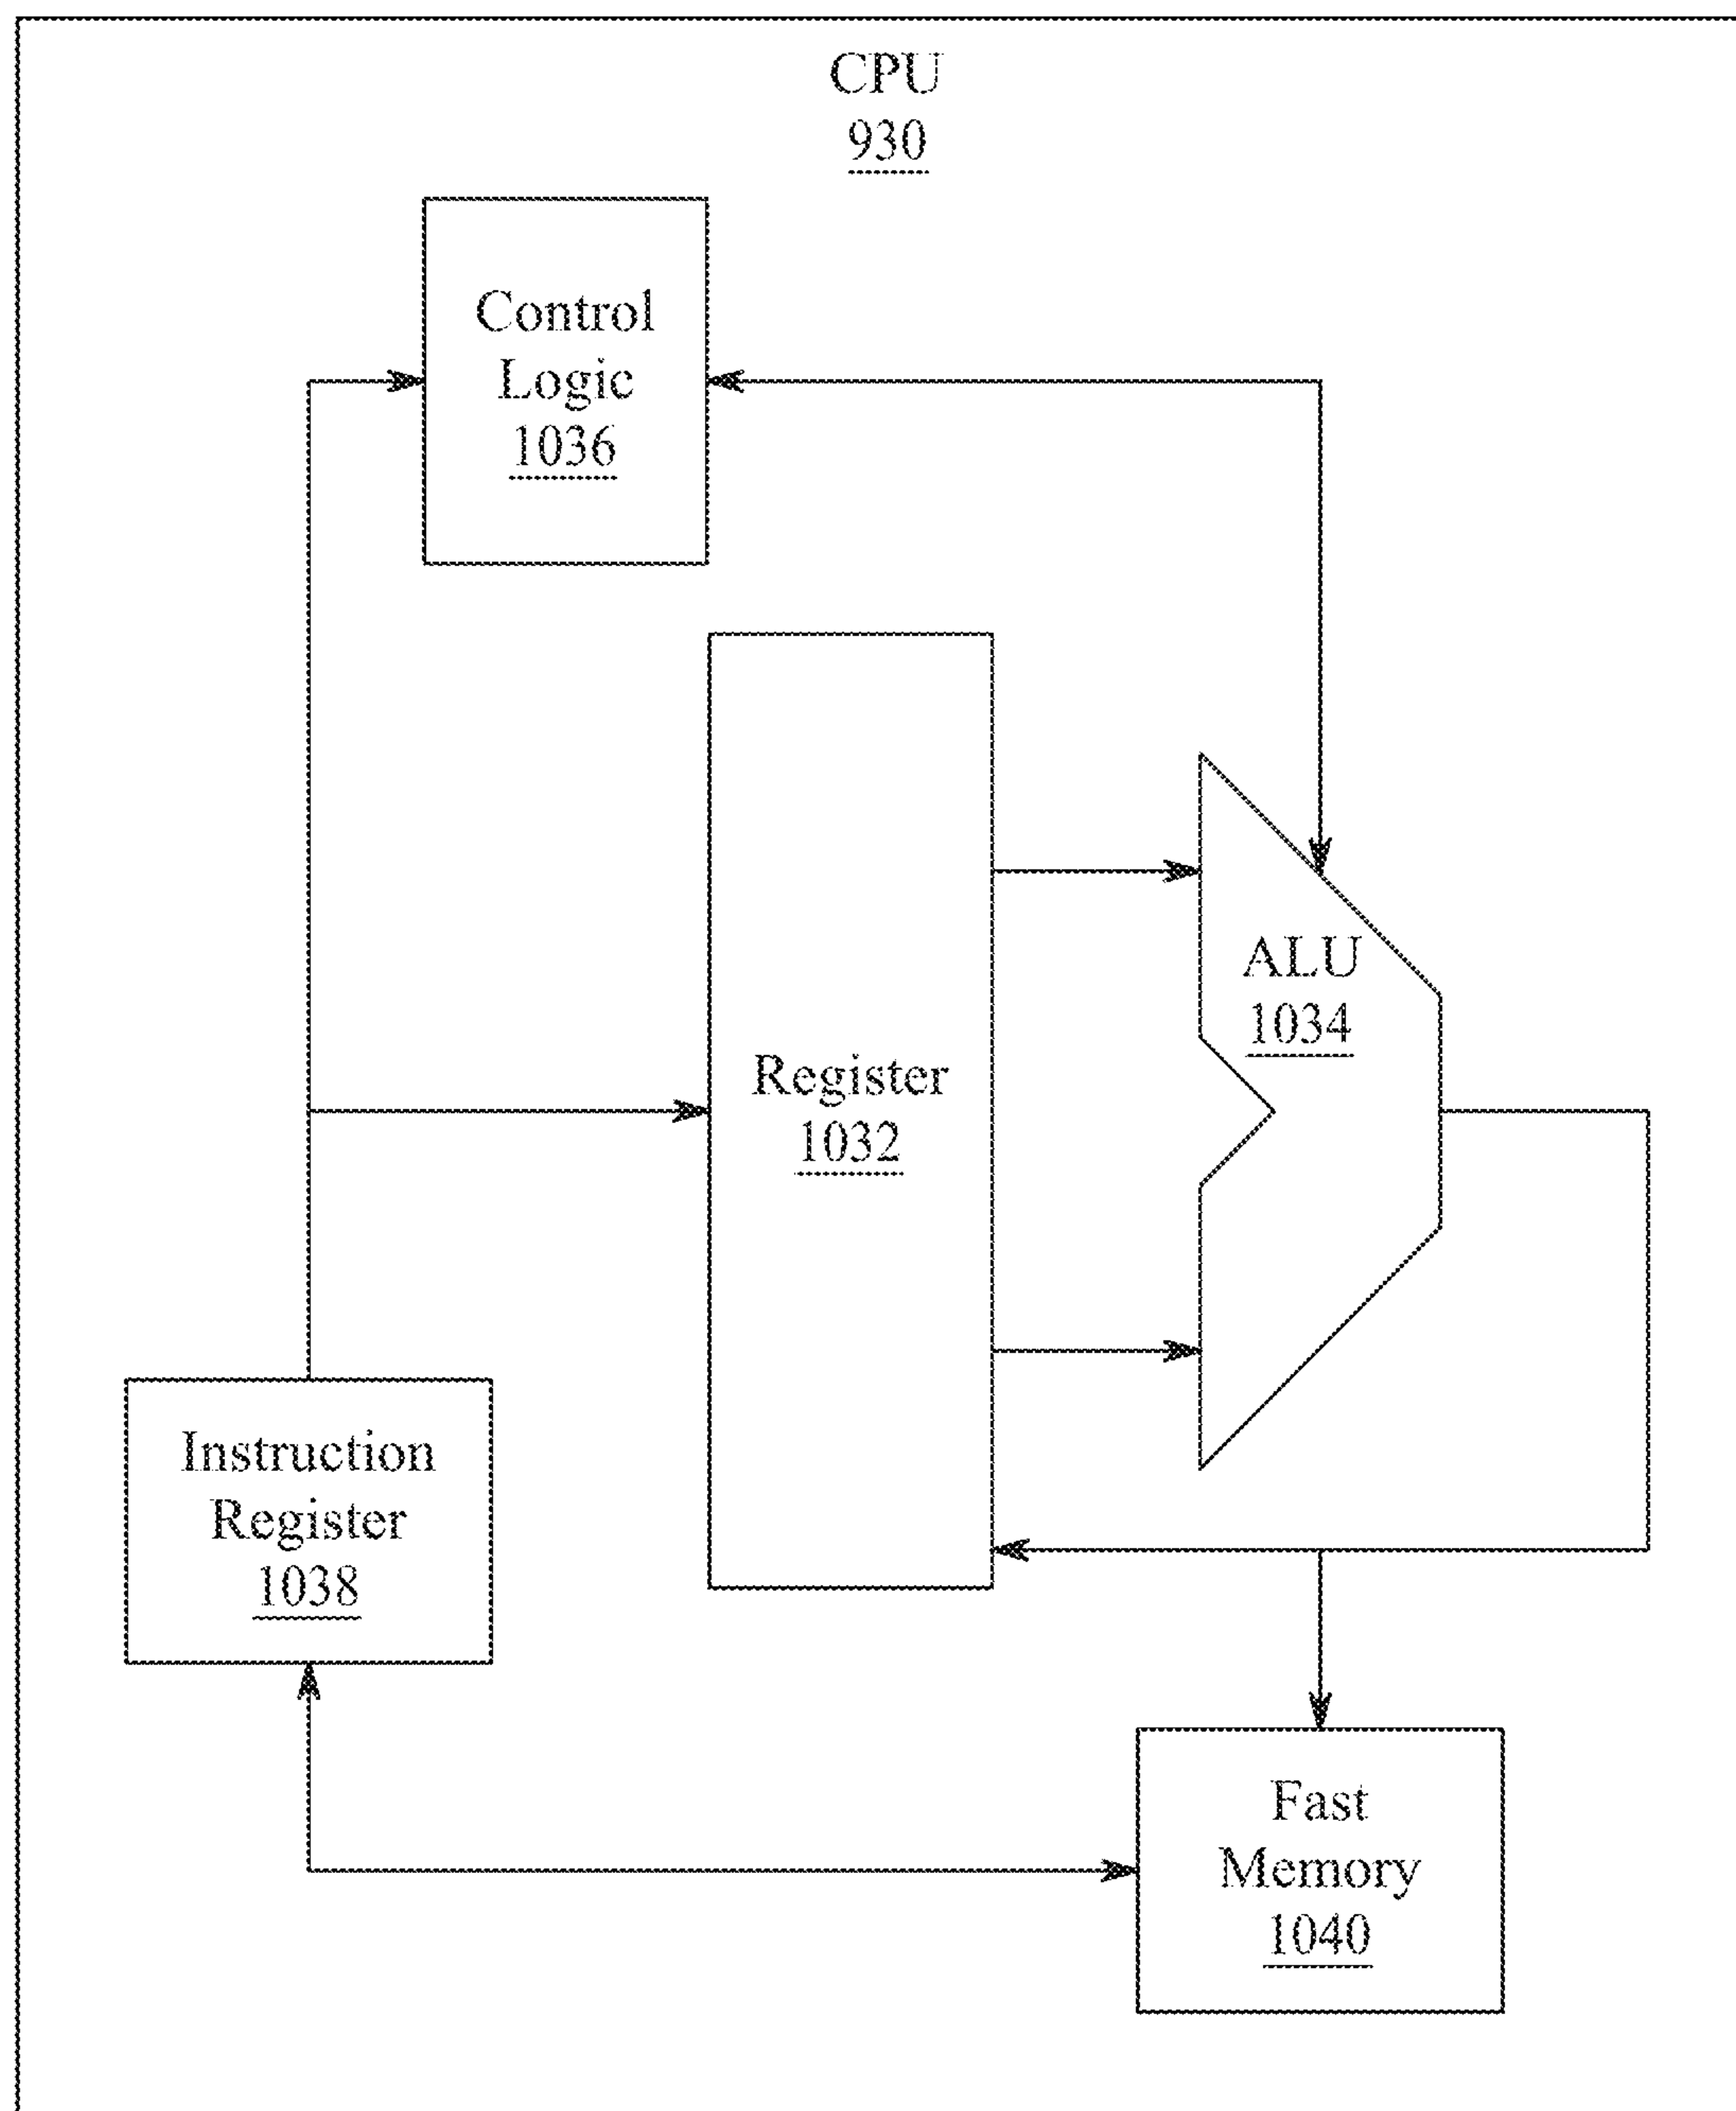 CPU
930
Control
Logic
1036
ALU
1034
Register
1032
Instruction
Register
1038
Fast
Memory
1040